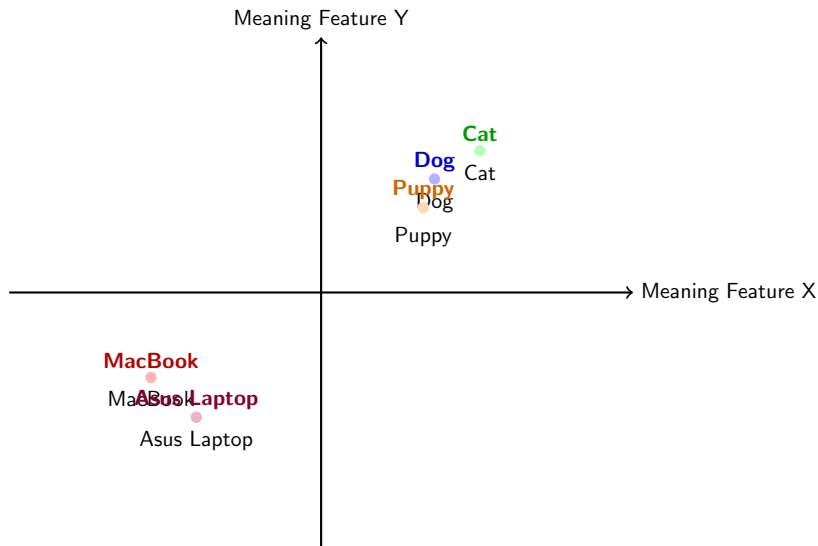 Meaning Feature Y
Cat
Dog
Cat
Puppy
Dog
Puppy
Meaning Feature X
MacBook
MacBook
Asus Laptop
Asus Laptop